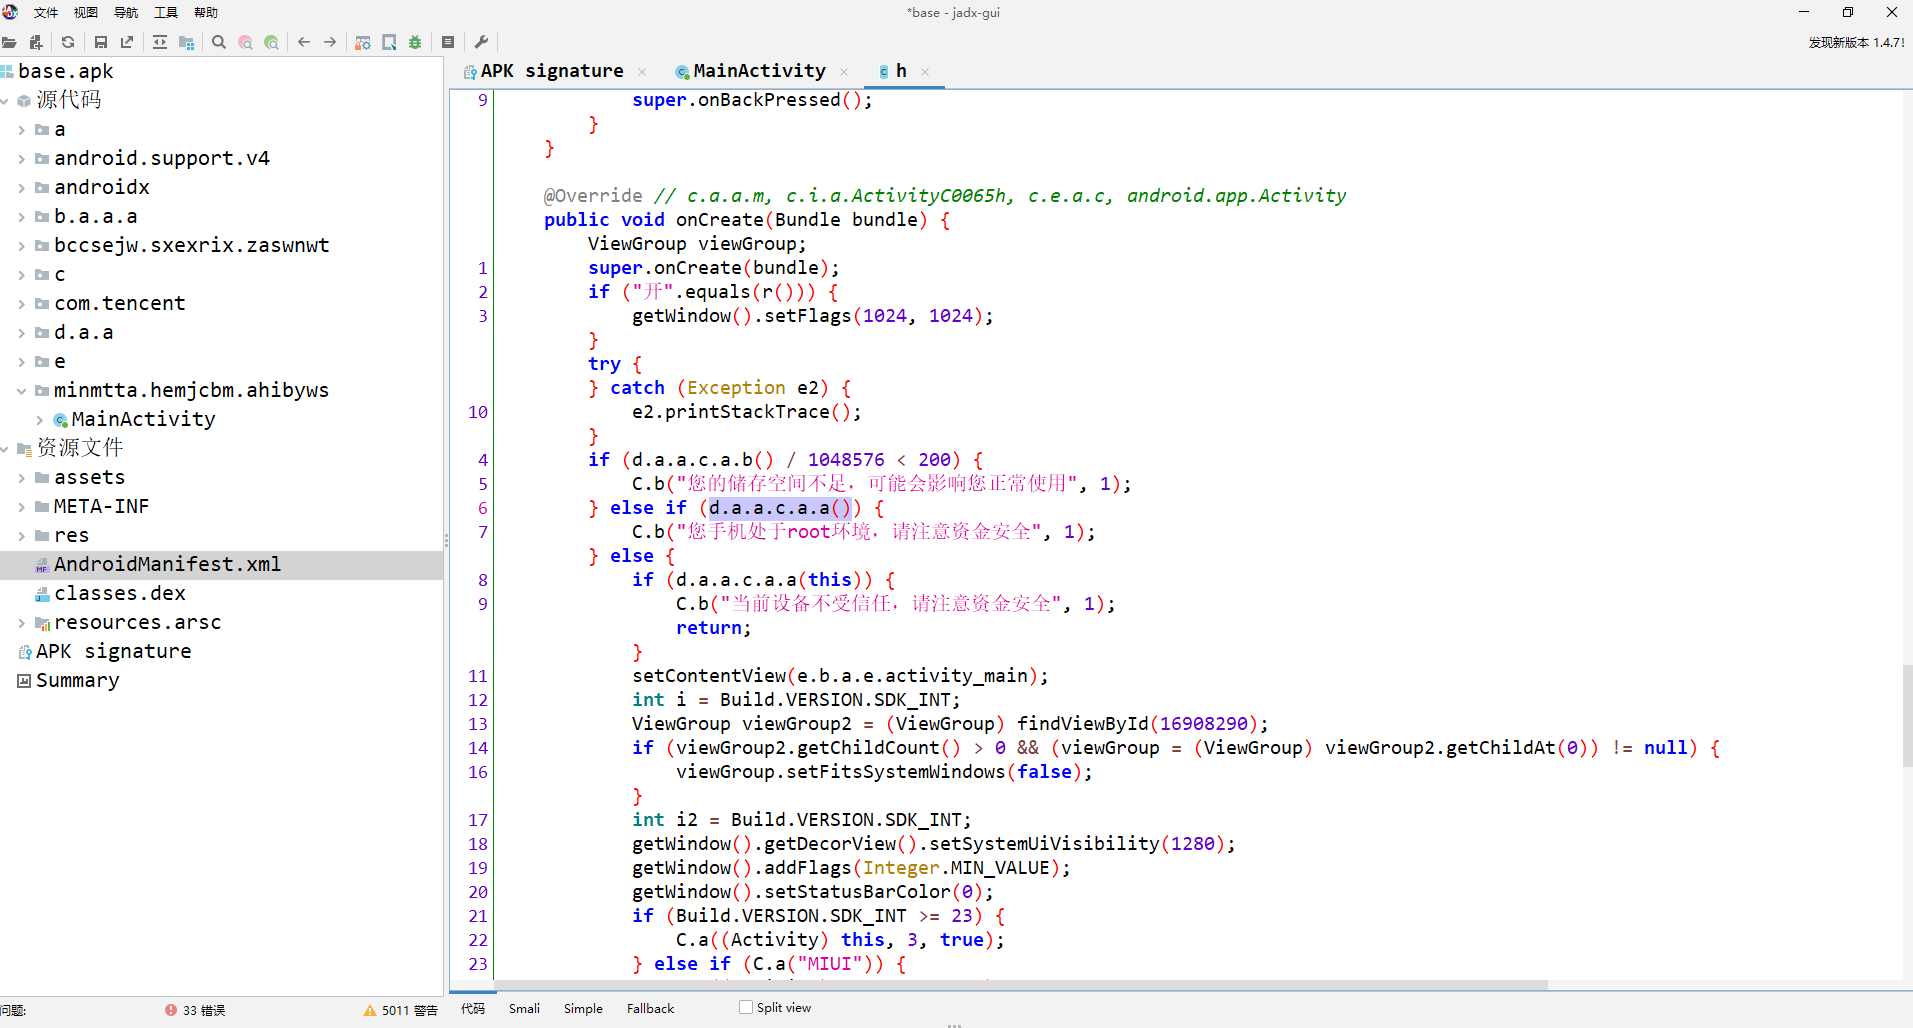 文件 视图 导航 工具 帮助
*base - jadx-gui
发现新版本 1.4.7!
base.apk
源代码
a
android.support.v4
androidx
b.a.a.a
bccsejw.sxexrix.zaswnwt
c
com.tencent
d.a.a
e
minmtta.hemjcbm.ahibyws
MainActivity
资源文件
assets
META-INF
res
AndroidManifest.xml
classes.dex
resources.arsc
APK signature
Summary
APK signature × MainActivity × h ×
9 super.onBackPressed();
}
}
@Override // c.a.a.m, c.i.a.ActivityC0065h, c.e.a.c, android.app.Activity
public void onCreate(Bundle bundle) {
ViewGroup viewGroup;
1 super.onCreate(bundle);
2 if ("开".equals(r())) {
3 getWindow().setFlags(1024, 1024);
}
try {
} catch (Exception e2) {
10 e2.printStackTrace();
}
4 if (d.a.a.c.a.b() / 1048576 < 200) {
5 C.b("您的储存空间不足，可能会影响您正常使用", 1);
6 } else if (d.a.a.c.a.a()) {
7 C.b("您手机处于root环境，请注意资金安全", 1);
} else {
8 if (d.a.a.c.a.a(this)) {
9 C.b("当前设备不受信任，请注意资金安全", 1);
return;
}
11 setContentView(e.b.a.e.activity_main);
12 int i = Build.VERSION.SDK_INT;
13 ViewGroup viewGroup2 = (ViewGroup) findViewById(16908290);
14 if (viewGroup2.getChildCount() > 0 && (viewGroup = (ViewGroup) viewGroup2.getChildAt(0)) != null) {
16 viewGroup.setFitsSystemWindows(false);
}
17 int i2 = Build.VERSION.SDK_INT;
18 getWindow().getDecorView().setSystemUiVisibility(1280);
19 getWindow().addFlags(Integer.MIN_VALUE);
20 getWindow().setStatusBarColor(0);
21 if (Build.VERSION.SDK_INT >= 23) {
22 C.a((Activity) this, 3, true);
23 } else if (C.a("MIUI")) {
问题: 33 错误 5011 警告
代码 Smali Simple Fallback Split view